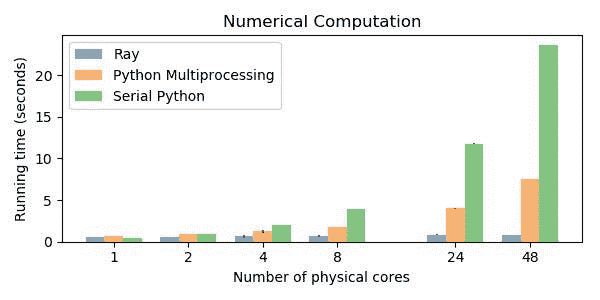 Numerical Computation
Ray
Python Multiprocessing
Serial Python
Running time (seconds)
20
15
10
5
0
1 2 4 8 24 48
Number of physical cores